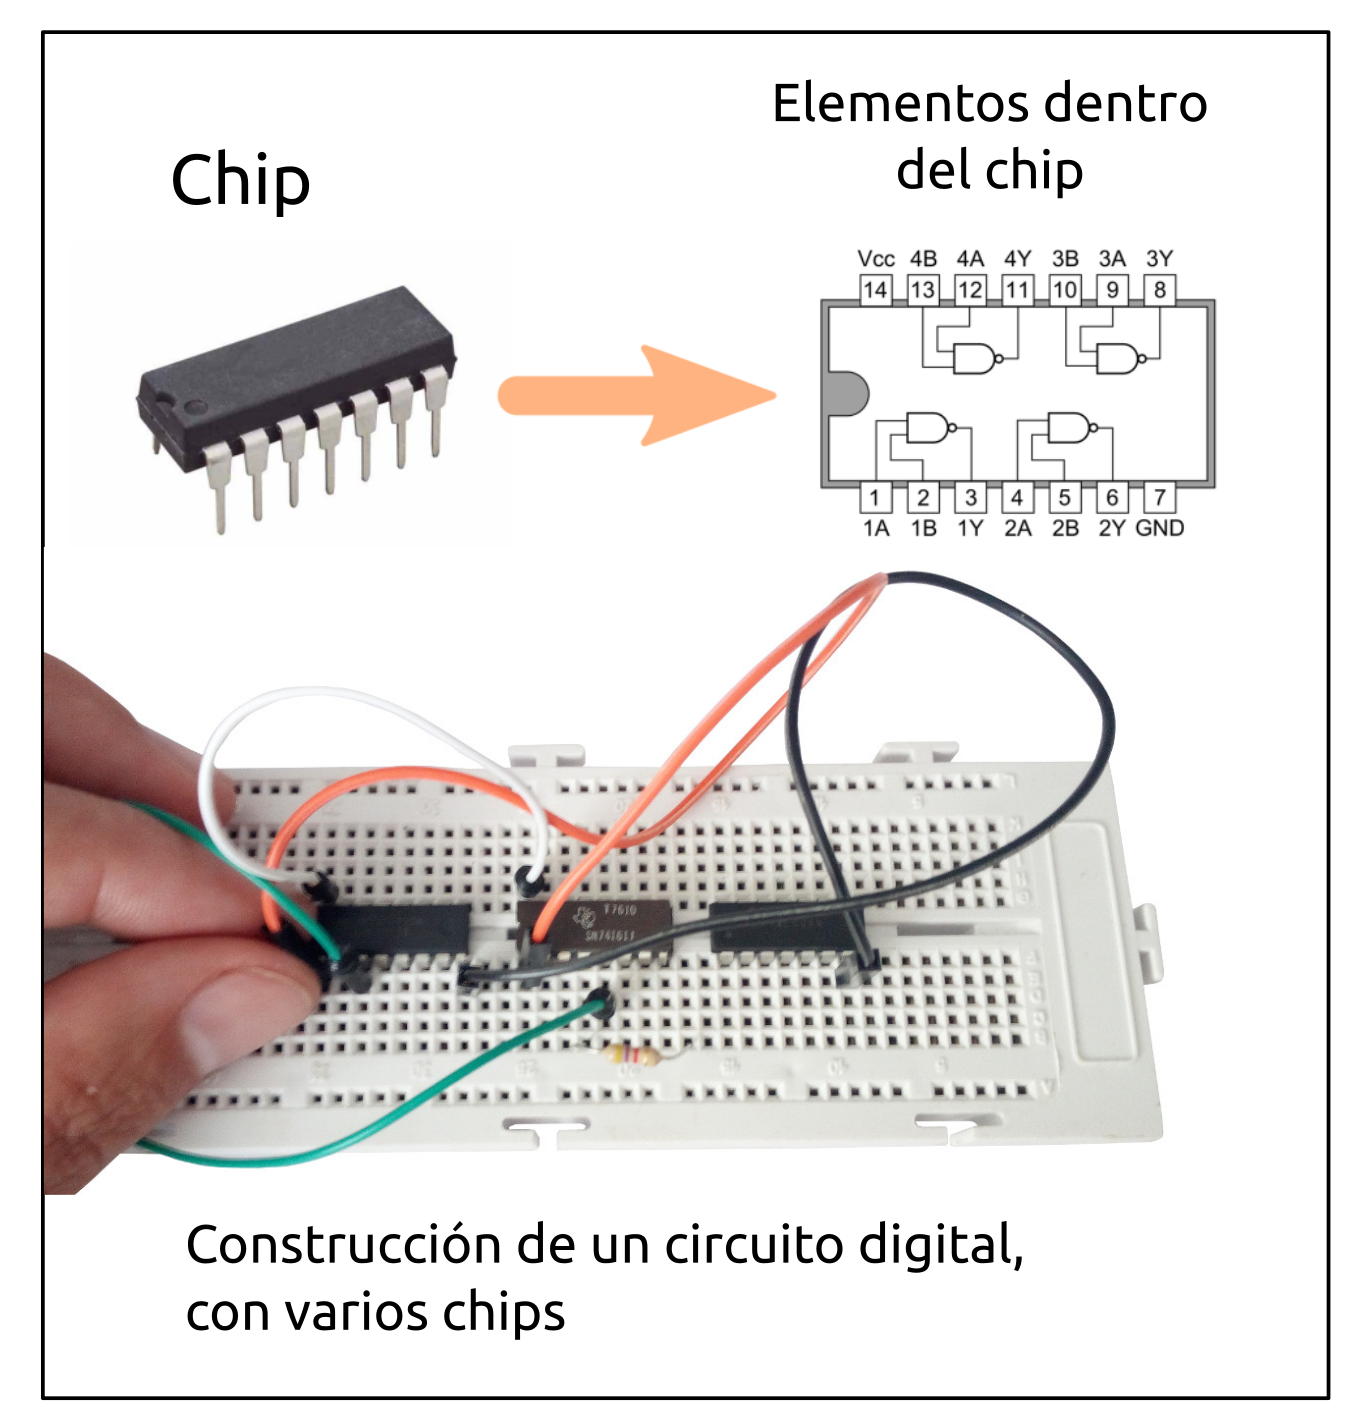 Chip
Elementos dentro
del chip
Vcc 4B 4A 4Y 3B 3A 3Y
14 13 12 11 10 9 8
1 2 3 4 5 6 7
1A 1B 1Y 2A 2B 2Y GND
T7610
Construcción de un circuito digital,
con varios chips